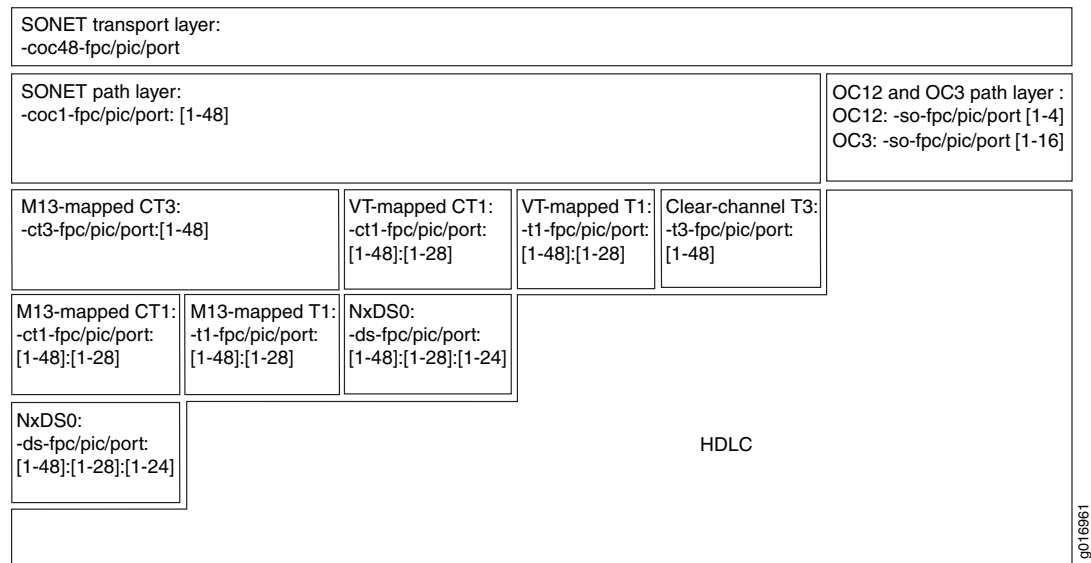 SONET transport layer:
-coc48-fpc/pic/port
SONET path layer:
-coc1-fpc/pic/port: [1-48]
OC12 and OC3 path layer :
OC12: -so-fpc/pic/port [1-4]
OC3: -so-fpc/pic/port [1-16]
M13-mapped CT3:
-ct3-fpc/pic/port:[1-48]
VT-mapped CT1:
-ct1-fpc/pic/port:
[1-48]:[1-28]
VT-mapped T1:
-t1-fpc/pic/port:
[1-48]:[1-28]
Clear-channel T3:
-t3-fpc/pic/port:
[1-48]
M13-mapped CT1:
-ct1-fpc/pic/port:
[1-48]:[1-28]
M13-mapped T1:
-t1-fpc/pic/port:
[1-48]:[1-28]
NxDS0:
-ds-fpc/pic/port:
[1-48]:[1-28]:[1-24]
NxDS0:
-ds-fpc/pic/port:
[1-48]:[1-28]:[1-24]
HDLC
g016961